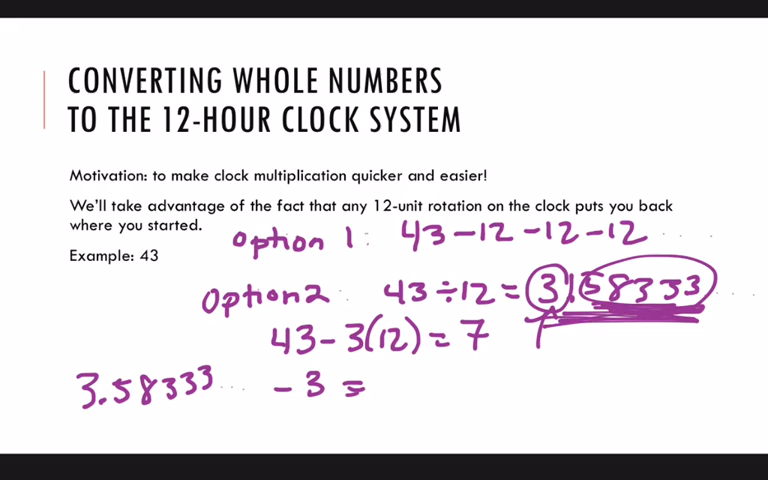 CONVERTING WHOLE NUMBERS
TO THE 12-HOUR CLOCK SYSTEM
Motivation: to make clock multiplication quicker and easier!
We'll take advantage of the fact that any 12-unit rotation on the clock puts you back
where you started.
option 1: 43 - 12 - 12 - 12
Example: 43
Option 2 43 ÷ 12 = 3.58333...
43 - 3(12) = 7
3.58333... - 3 =